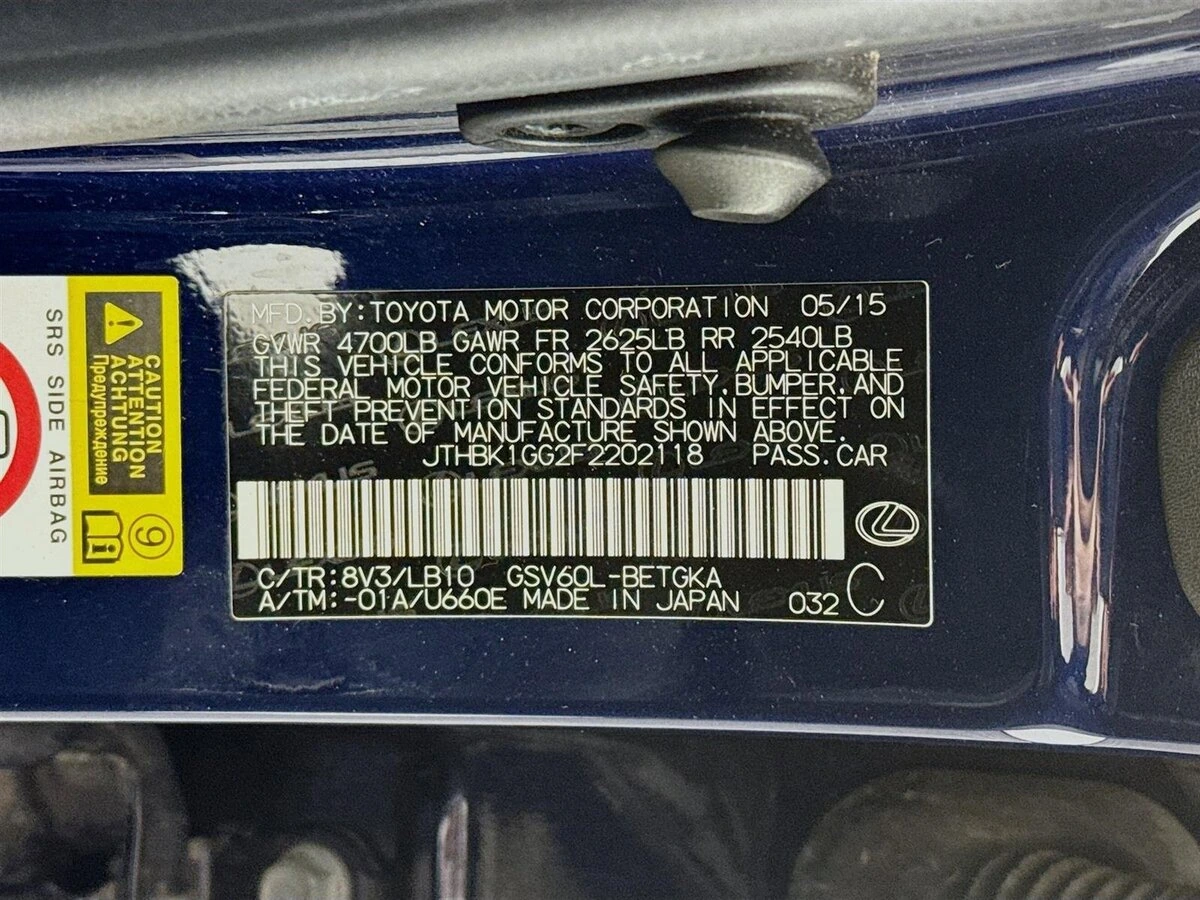 MFD. BY: TOYOTA MOTOR CORPORATION 05/15
GVWR 4700LB GAWR FR 2625LB RR 2540LB
THIS VEHICLE CONFORMS TO ALL APPLICABLE
FEDERAL MOTOR VEHICLE SAFETY, BUMPER, AND
THEFT PREVENTION STANDARDS IN EFFECT ON
THE DATE OF MANUFACTURE SHOWN ABOVE.
JTHBK1GG2F2202118 PASS.CAR
C/TR:8V3/LB10 GSV60L-BETGKA
A/TM:-01A/U660E MADE IN JAPAN 032 C
SRS SIDE AIRBAG
CAUTION
ATTENTION
ACHTUNG
Предупреждение
9